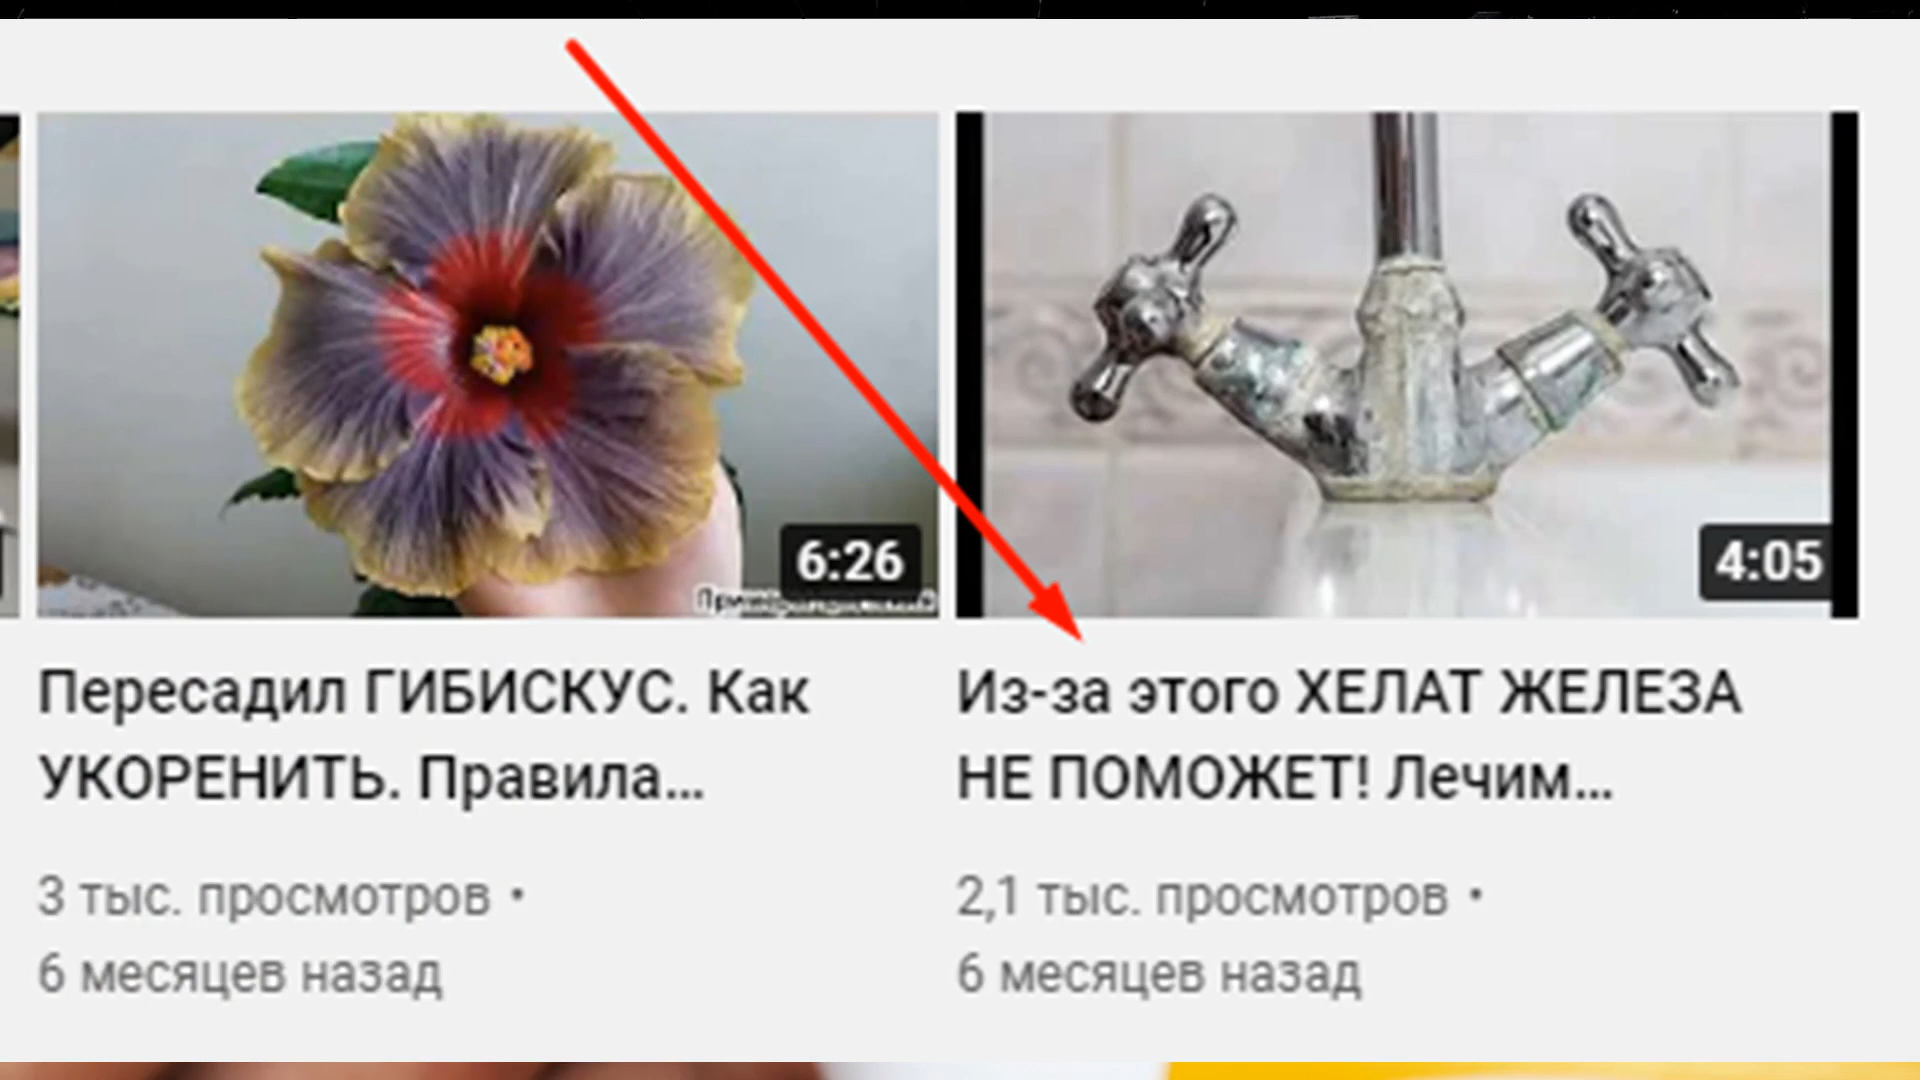 6:26
4:05
Пересадил ГИБИСКУС. Как
УКОРЕНИТЬ. Правила...
3 тыс. просмотров •
6 месяцев назад
Из-за этого ХЕЛАТ ЖЕЛЕЗА
НЕ ПОМОЖЕТ! Лечим...
2,1 тыс. просмотров •
6 месяцев назад